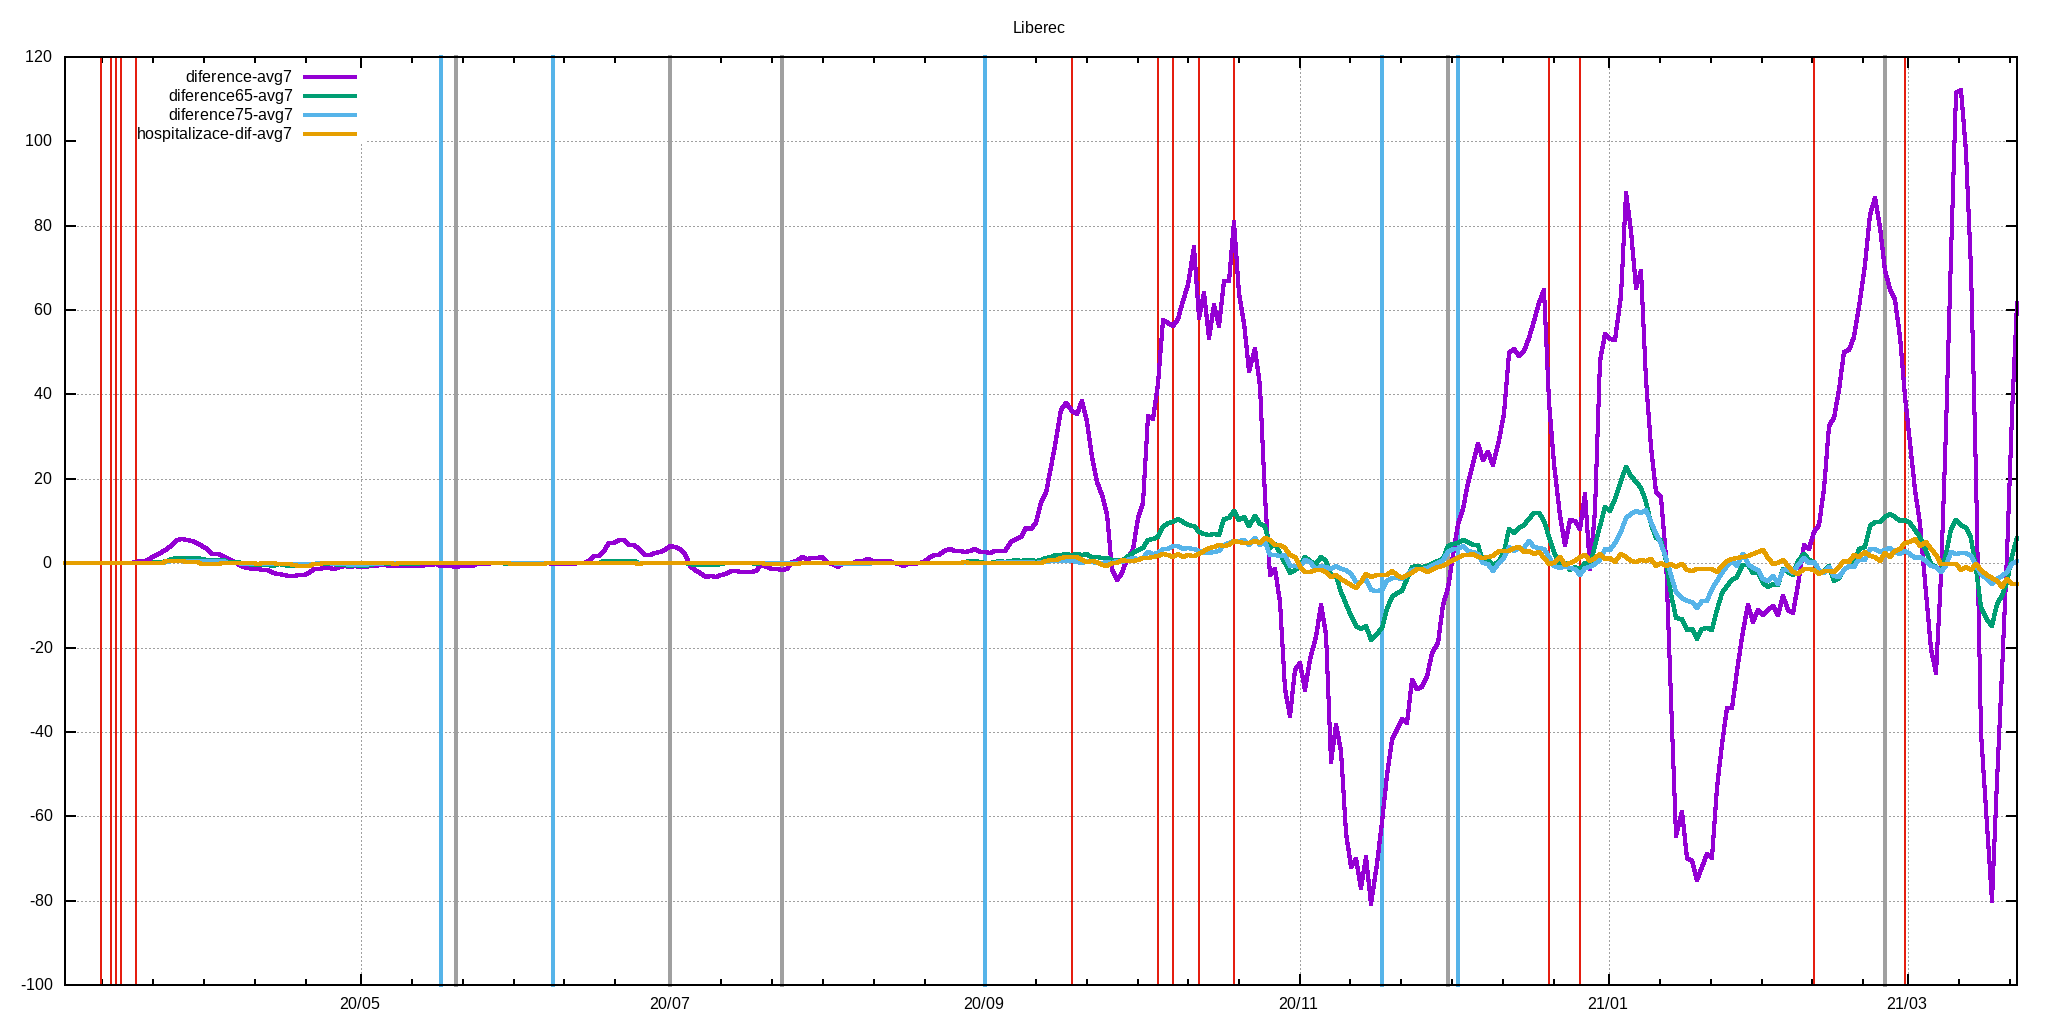 Liberec
diference-avg7
diference65-avg7
diference75-avg7
hospitalizace-dif-avg7
120
100
80
60
40
20
0
-20
-40
-60
-80
-100
20/05 20/07 20/09 20/11 21/01 21/03